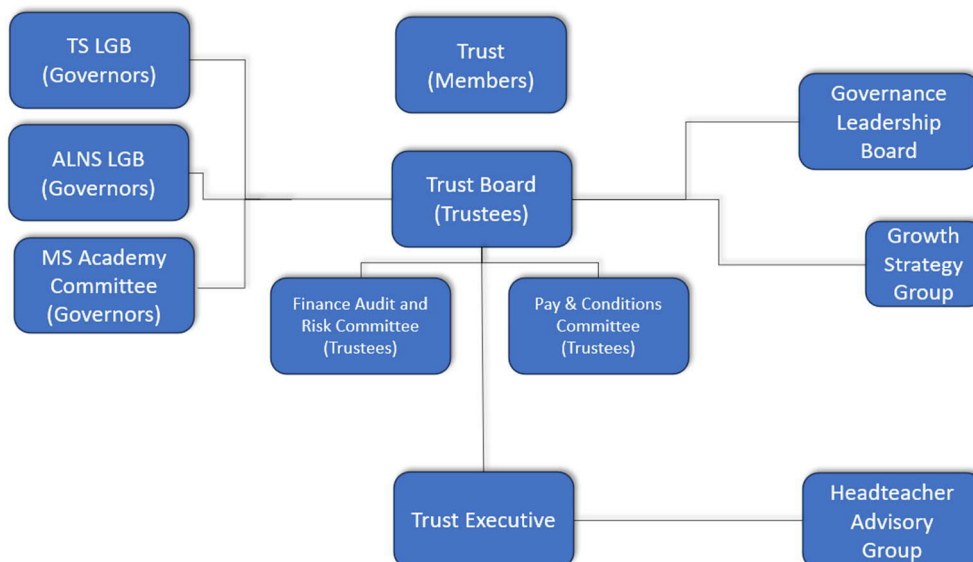 TS LGB
(Governors)
Trust
(Members)
Governance
Leadership
Board
ALNS LGB
(Governors)
Trust Board
(Trustees)
Growth
Strategy
Group
MS Academy
Committee
(Governors)
Finance Audit and
Risk Committee
(Trustees)
Pay & Conditions
Committee
(Trustees)
Trust Executive
Headteacher
Advisory
Group